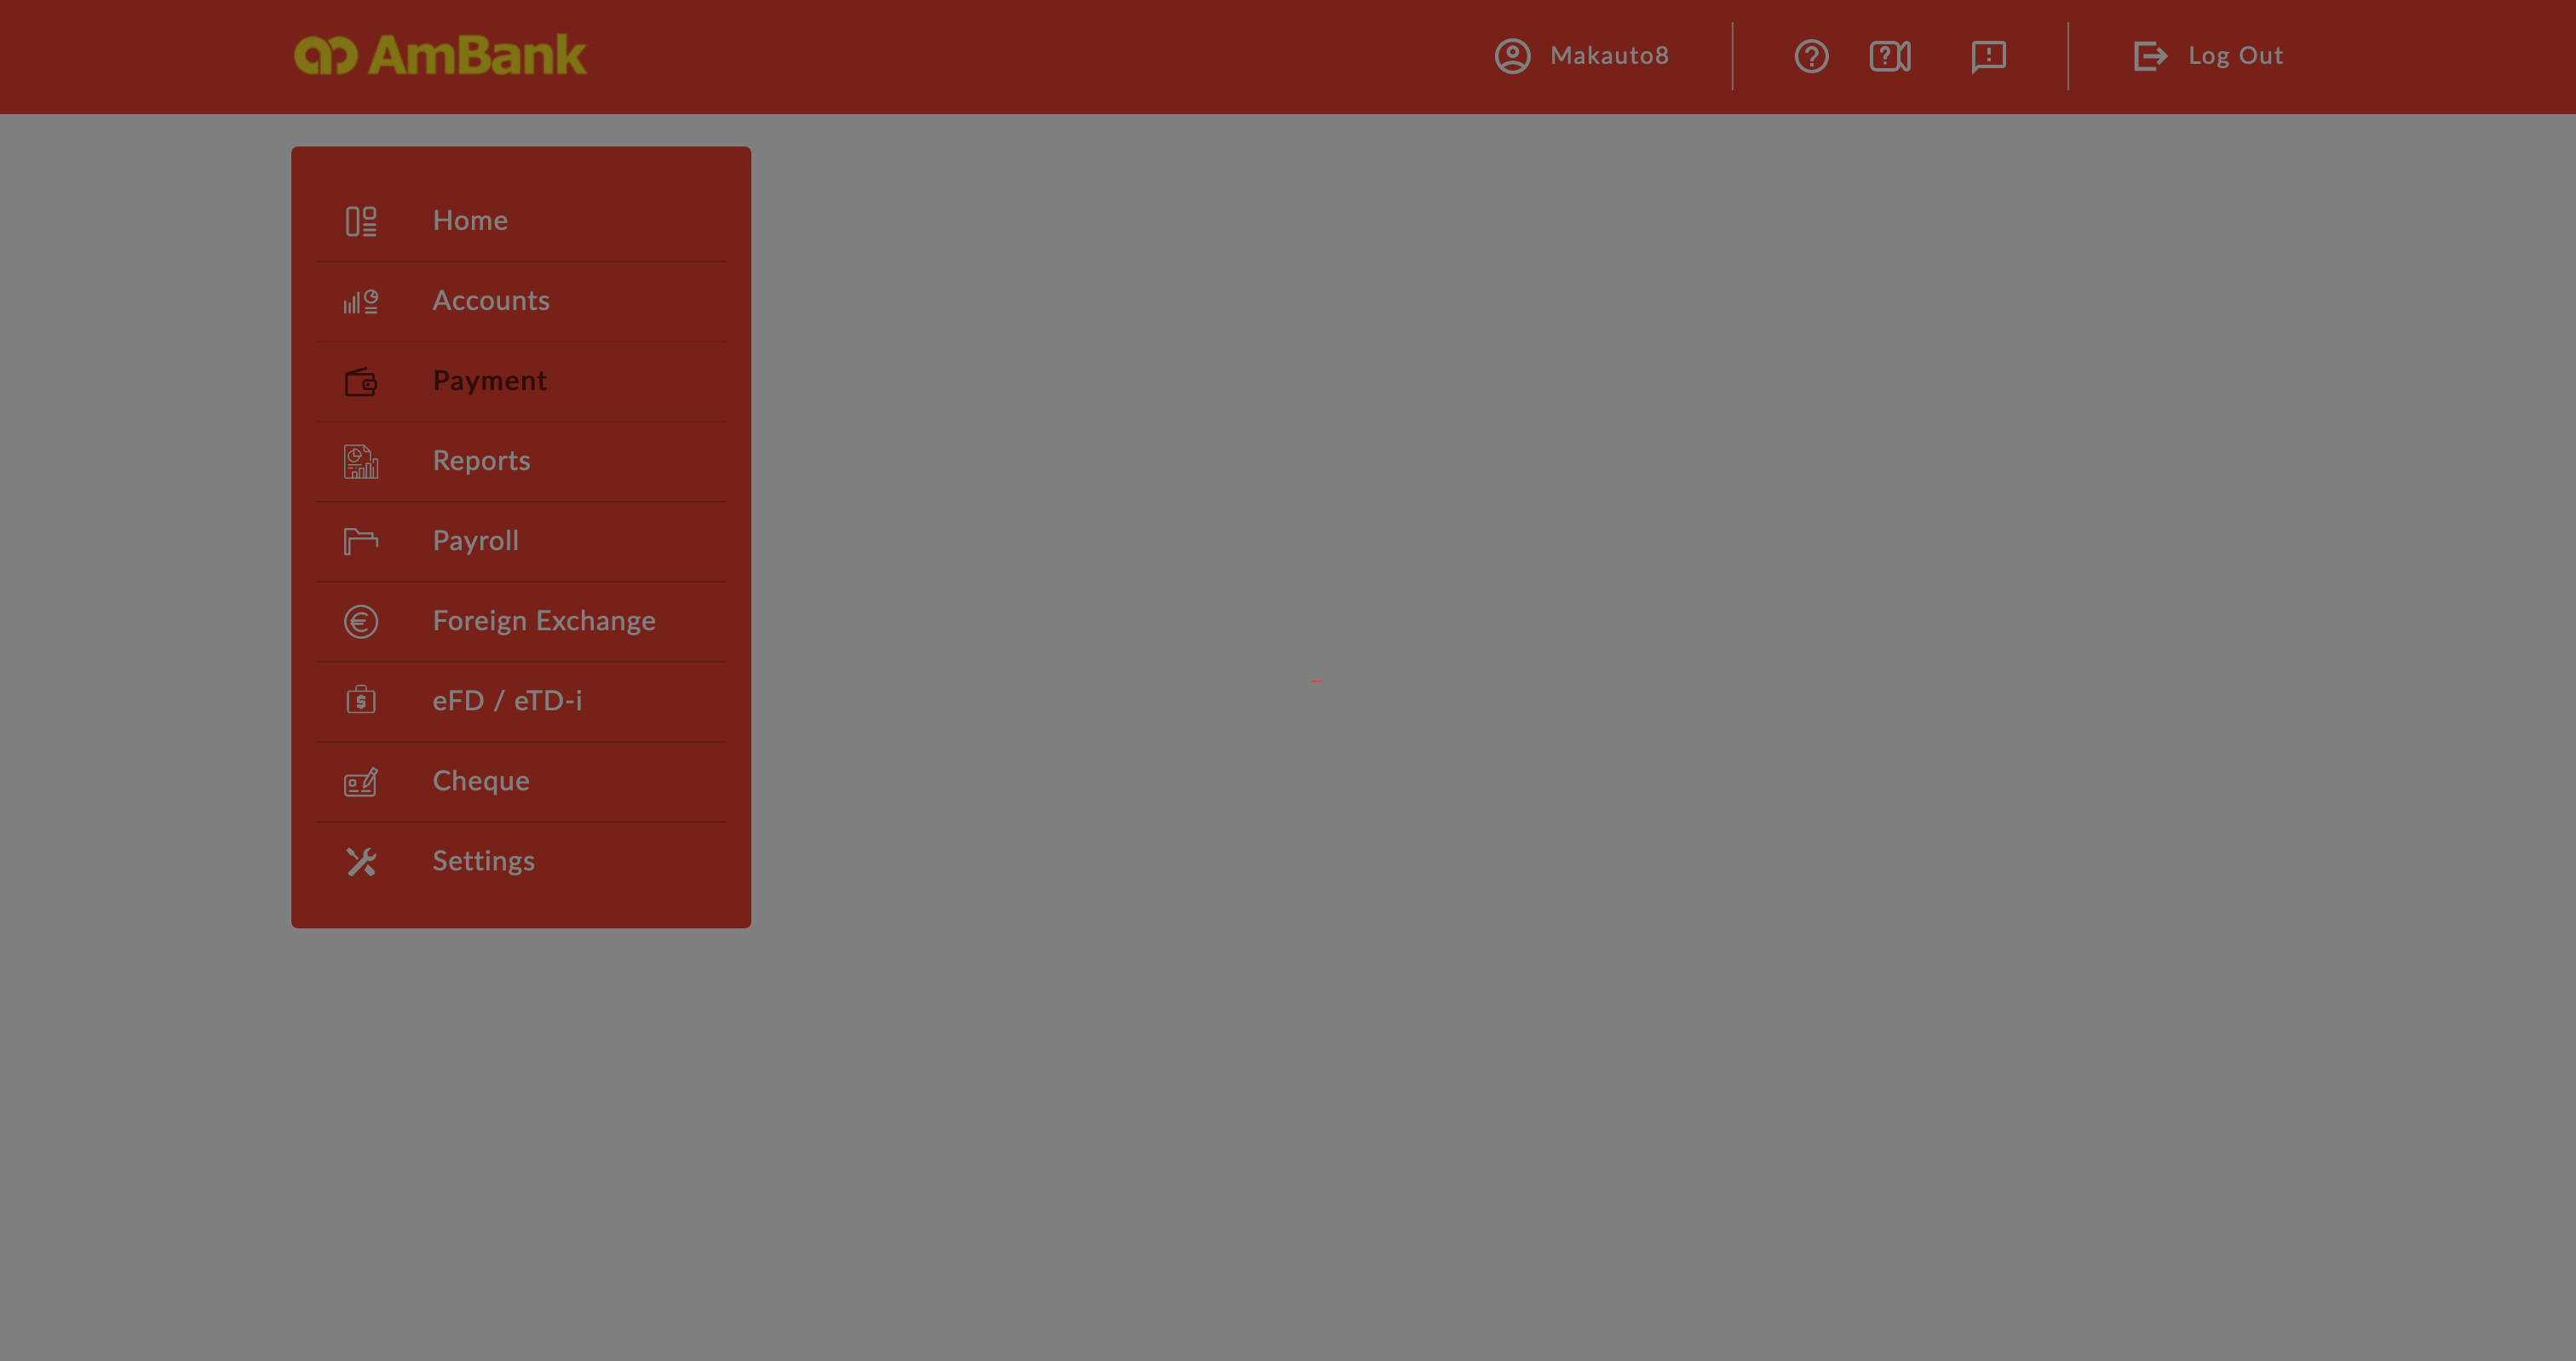 AmBank
Makauto8
Log Out
Home
Accounts
Payment
Reports
Payroll
Foreign Exchange
eFD / eTD-i
Cheque
Settings